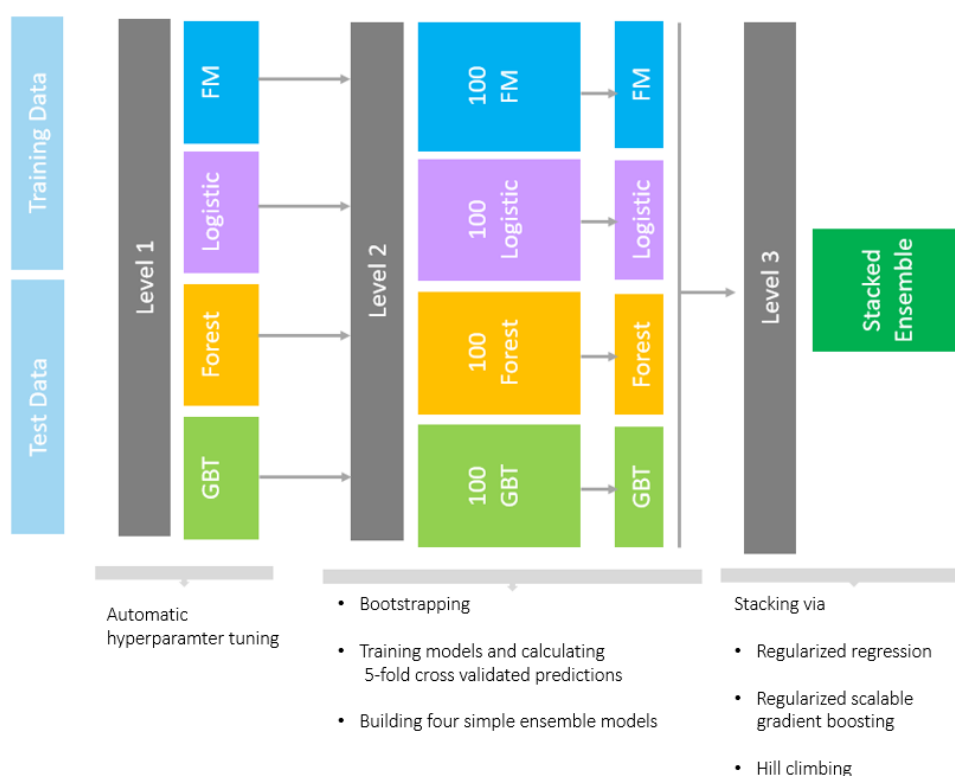 Training Data
Test Data
Level 1
FM
Logistic
Forest
GBT
Level 2
100
FM
100
Logistic
100
Forest
100
GBT
FM
Logistic
Forest
GBT
Level 3
Stacked
Ensemble
Automatic
hyperparamter tuning
• Bootstrapping
• Training models and calculating
5-fold cross validated predictions
• Building four simple ensemble models
Stacking via
• Regularized regression
• Regularized scalable
gradient boosting
• Hill climbing